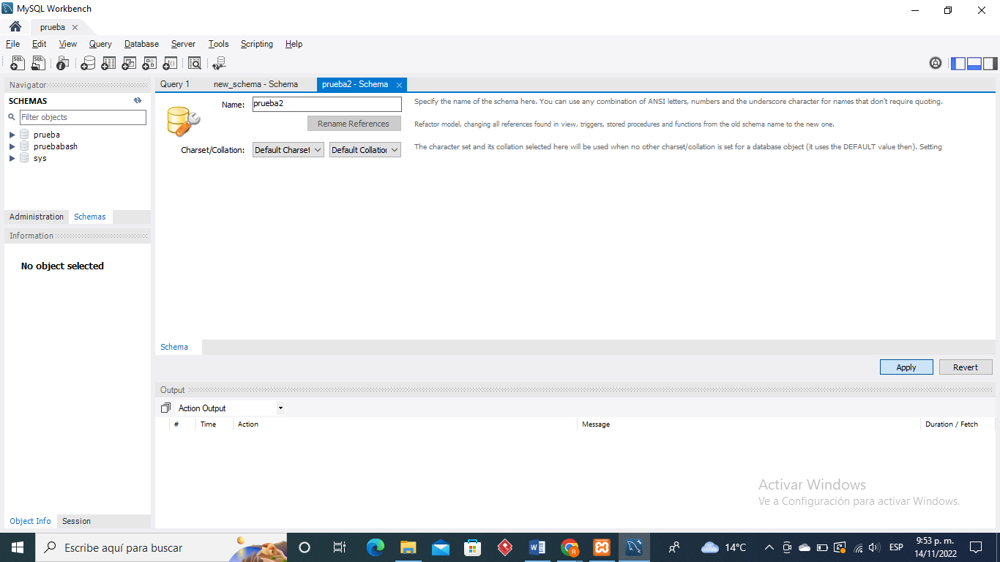 MySQL Workbench
prueba
File Edit View Query Database Server Tools Scripting Help
Navigator
SCHEMAS
Filter objects
prueba
pruebabash
sys
Administration Schemas
Information
No object selected
Object Info Session
Query 1 new_schema - Schema prueba2 - Schema
Name: prueba2 Specify the name of the schema here. You can use any combination of ANSI letters, numbers and the underscore character for names that don't require quoting.
Rename References Refactor model, changing all references found in view, triggers, stored procedures and functions from the old schema name to the new one.
Charset/Collation: Default Charset Default Collation The character set and its collation selected here will be used when no other charset/collation is set for a database object (it uses the DEFAULT value then). Setting
Schema
Apply Revert
Output
Action Output
# Time Action Message Duration / Fetch
Activar Windows
Ve a Configuración para activar Windows.
Escribe aquí para buscar
14°C
ESP
9:53 p. m.
14/11/2022